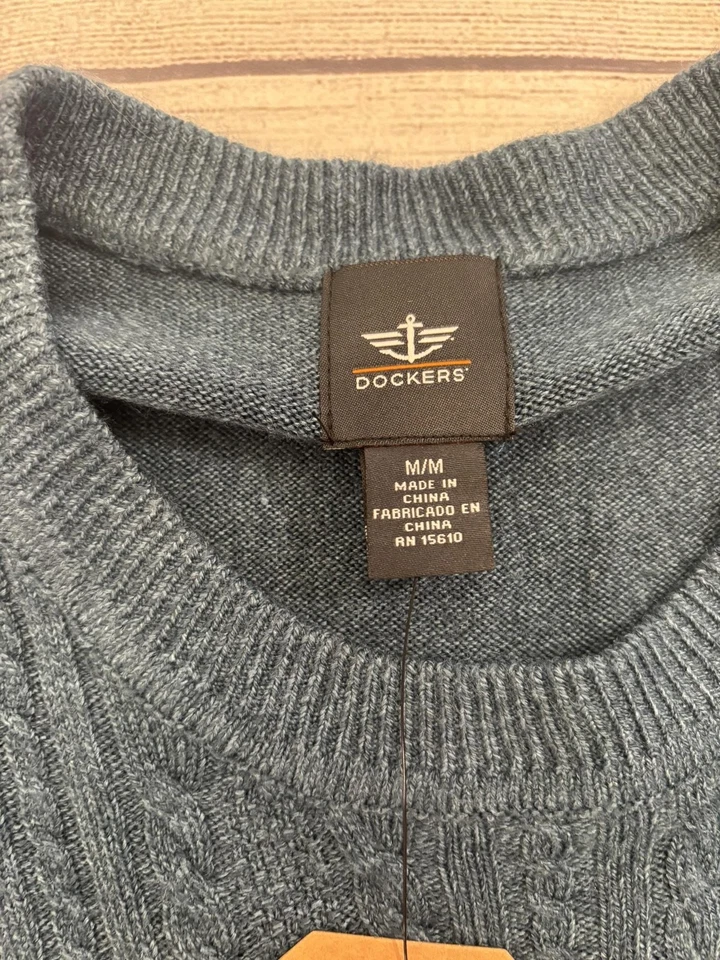 DOCKERS
M/M
MADE IN
CHINA
FABRICADO EN
CHINA
RN 15610